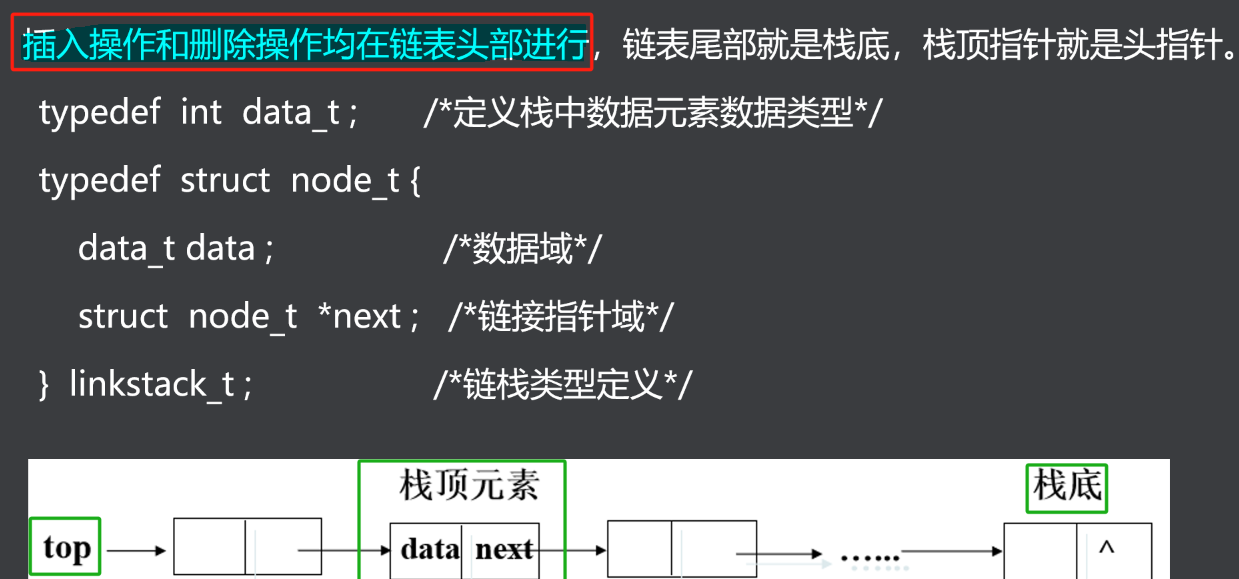 插入操作和删除操作均在链表头部进行，链表尾部就是栈底，栈顶指针就是头指针。
typedef int data_t ; /*定义栈中数据元素数据类型*/
typedef struct node_t {
data_t data ; /*数据域*/
struct node_t *next ; /*链接指针域*/
} linkstack_t ; /*链栈类型定义*/
栈顶元素 栈底
top data next ...... ^